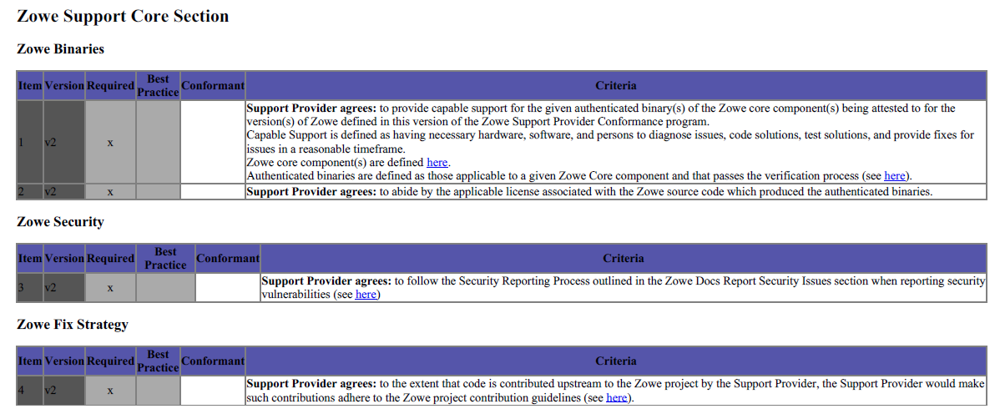 Zowe Support Core Section
Zowe Binaries
Item Version Required Best Practice Conformant Criteria
1 v2 x Support Provider agrees: to provide capable support for the given authenticated binary(s) of the Zowe core component(s) being attested to for the
version(s) of Zowe defined in this version of the Zowe Support Provider Conformance program.
Capable Support is defined as having necessary hardware, software, and persons to diagnose issues, code solutions, test solutions, and provide fixes for
issues in a reasonable timeframe.
Zowe core component(s) are defined here.
Authenticated binaries are defined as those applicable to a given Zowe Core component and that passes the verification process (see here).
2 v2 x Support Provider agrees: to abide by the applicable license associated with the Zowe source code which produced the authenticated binaries.
Zowe Security
Item Version Required Best Practice Conformant Criteria
3 v2 x Support Provider agrees: to follow the Security Reporting Process outlined in the Zowe Docs Report Security Issues section when reporting security
vulnerabilities (see here)
Zowe Fix Strategy
Item Version Required Best Practice Conformant Criteria
4 v2 x Support Provider agrees: to the extent that code is contributed upstream to the Zowe project by the Support Provider, the Support Provider would make
such contributions adhere to the Zowe project contribution guidelines (see here).